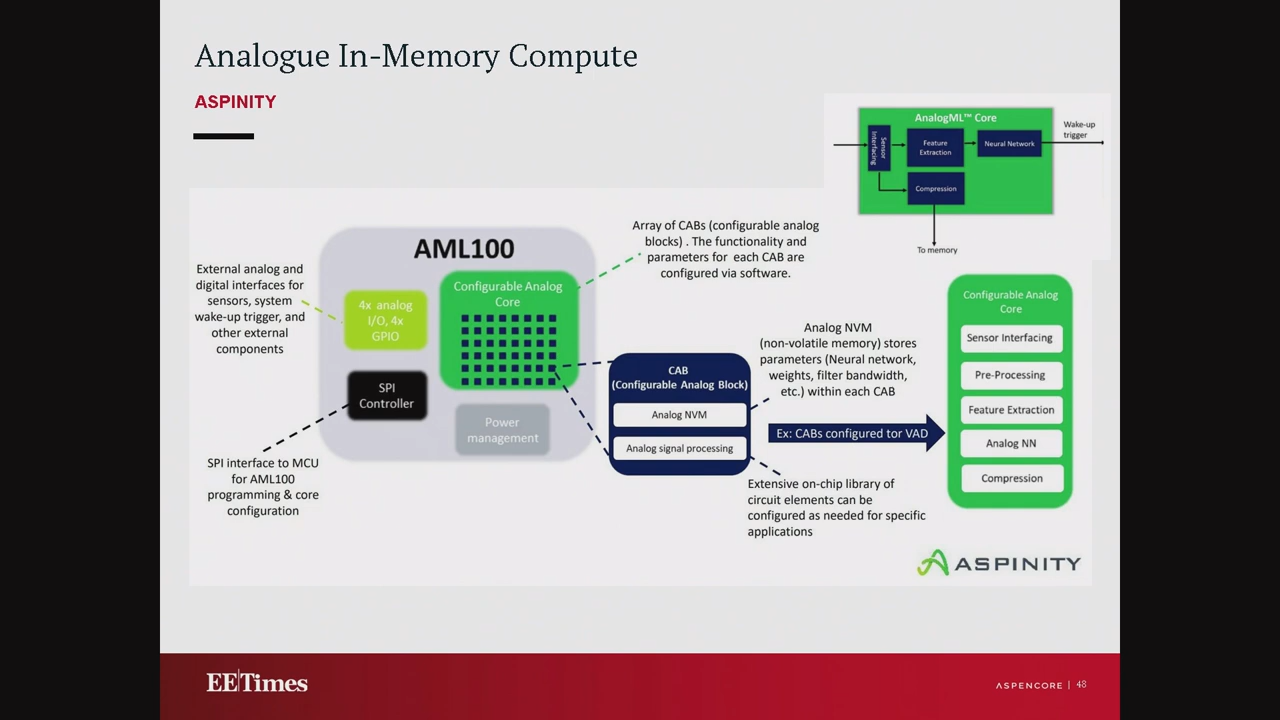 Analogue In-Memory Compute
ASPINITY
AnalogML™ Core
Sensor
Interfacing
Feature
Extraction
Neural Network
Wake-up
trigger
Compression
To memory
AML100
External analog and
digital interfaces for
sensors, system
wake-up trigger, and
other external
components
4x analog
I/O, 4x
GPIO
SPI
Controller
SPI interface to MCU
for AML100
programming & core
configuration
Configurable Analog
Core
Power
management
Array of CABs (configurable analog
blocks) . The functionality and
parameters for each CAB are
configured via software.
CAB
(Configurable Analog Block)
Analog NVM
Analog signal processing
Analog NVM
(non-volatile memory) stores
parameters (Neural network,
weights, filter bandwidth,
etc.) within each CAB
Ex: CABs configured for VAD
Extensive on-chip library of
circuit elements can be
configured as needed for specific
applications
Configurable Analog
Core
Sensor Interfacing
Pre-Processing
Feature Extraction
Analog NN
Compression
ASPINITY
EE|Times
ASPENCORE | 48